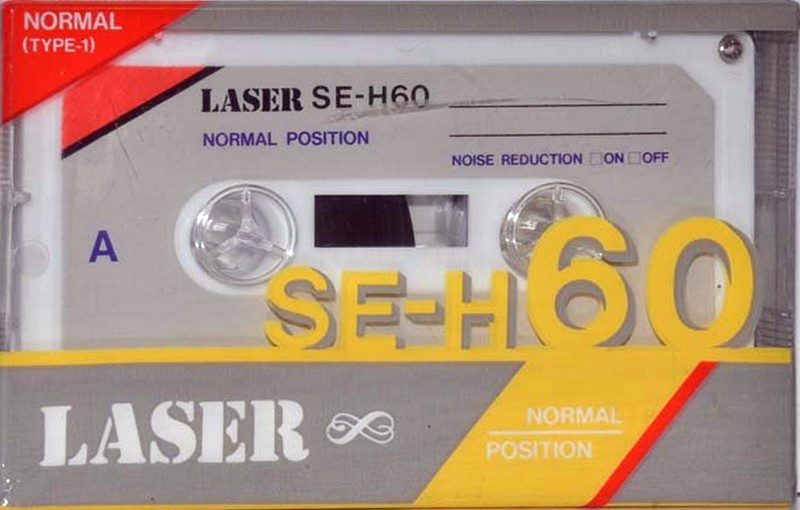 NORMAL
(TYPE-1)
LASER SE-H60
NORMAL POSITION
NOISE REDUCTION □ON □OFF
A
SE-H60
LASER
NORMAL
POSITION